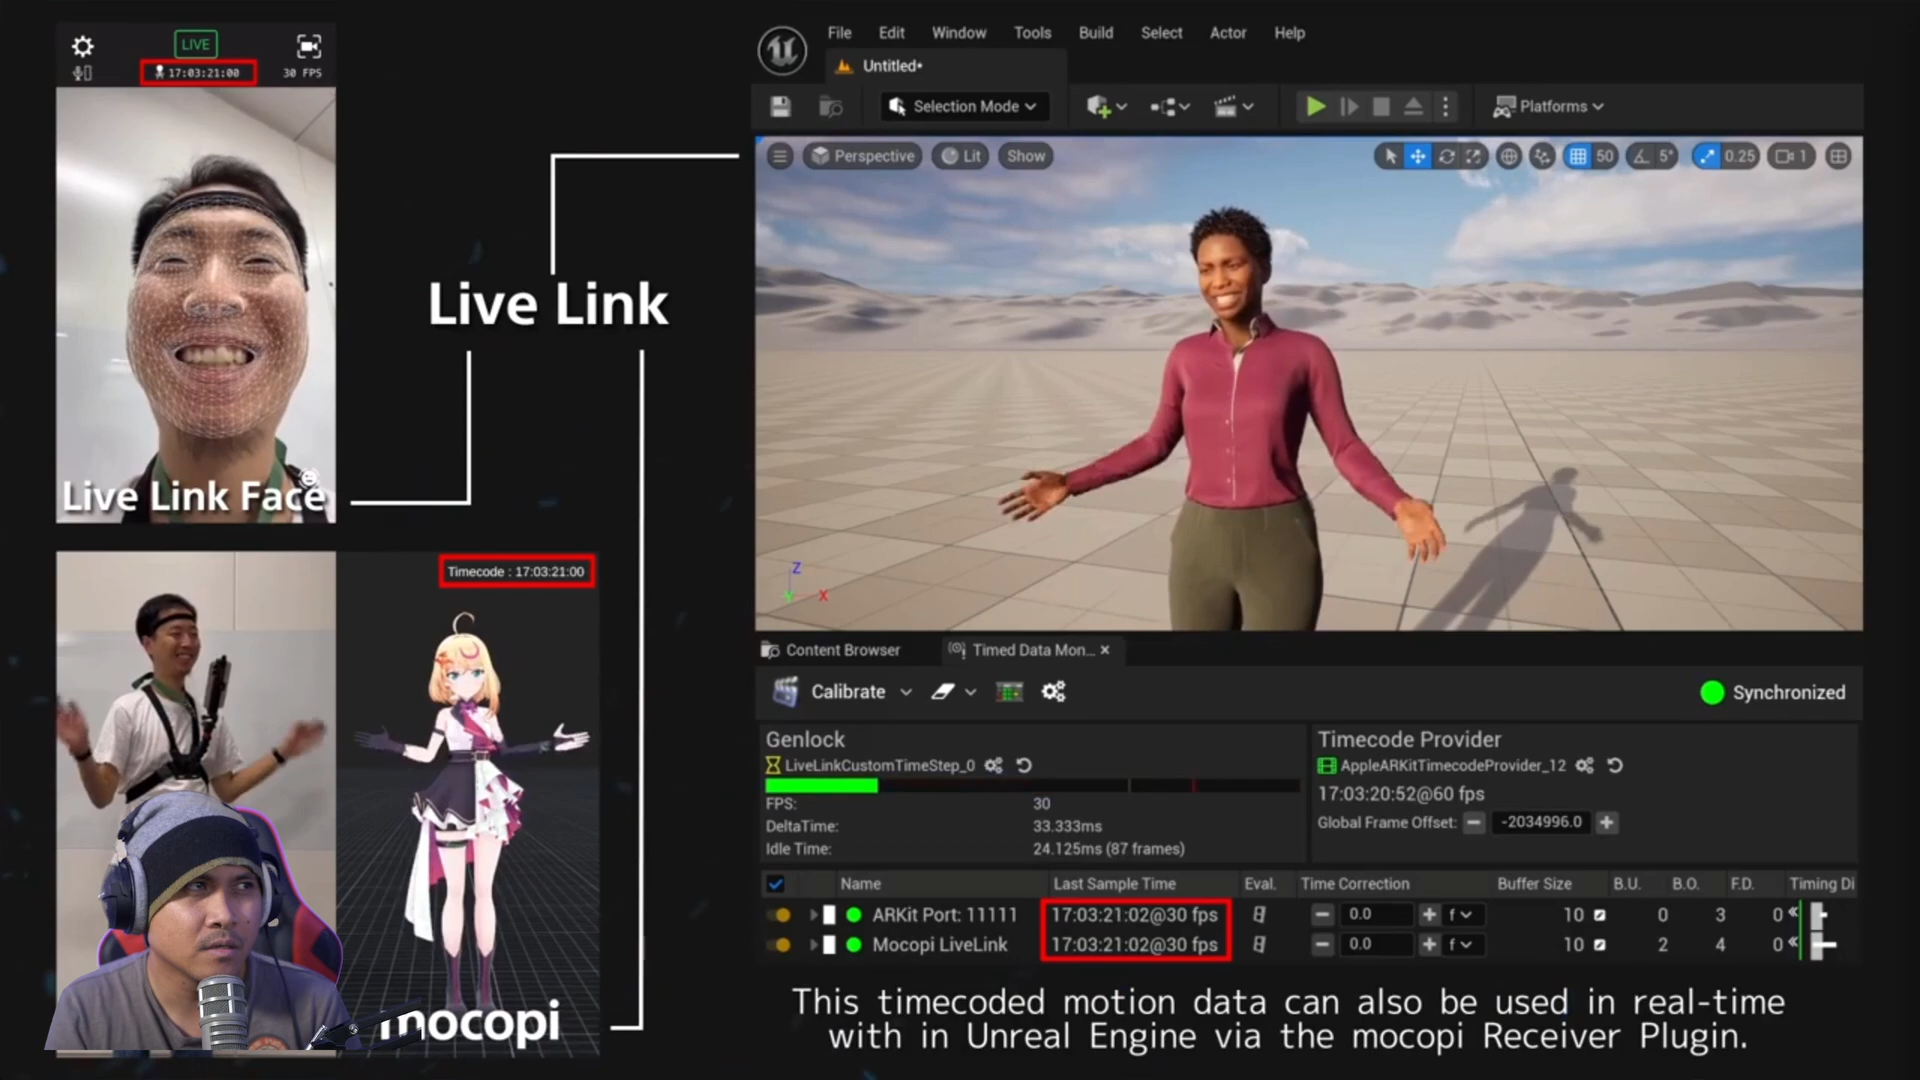 LIVE
17:03:21:00
30 FPS
Live Link Face
Live Link
Timecode : 17:03:21:00
mocopi
File Edit Window Tools Build Select Actor Help
Untitled•
Selection Mode
Platforms
Perspective Lit Show
50 5° 0.25 1
Z
Y X
Content Browser Timed Data Mon...
Calibrate
Synchronized
Genlock
LiveLinkCustomTimeStep_0
FPS: 30
DeltaTime: 33.333ms
Idle Time: 24.125ms (87 frames)
Timecode Provider
AppleARKitTimecodeProvider_12
17:03:20:52@60 fps
Global Frame Offset: -2034996.0
Name Last Sample Time Eval. Time Correction Buffer Size B.U. B.O. F.D. Timing Di
ARKit Port: 11111 17:03:21:02@30 fps 0.0 f 10 0 3 0
Mocopi LiveLink 17:03:21:02@30 fps 0.0 f 10 2 4 0
This timecoded motion data can also be used in real-time
with in Unreal Engine via the mocopi Receiver Plugin.